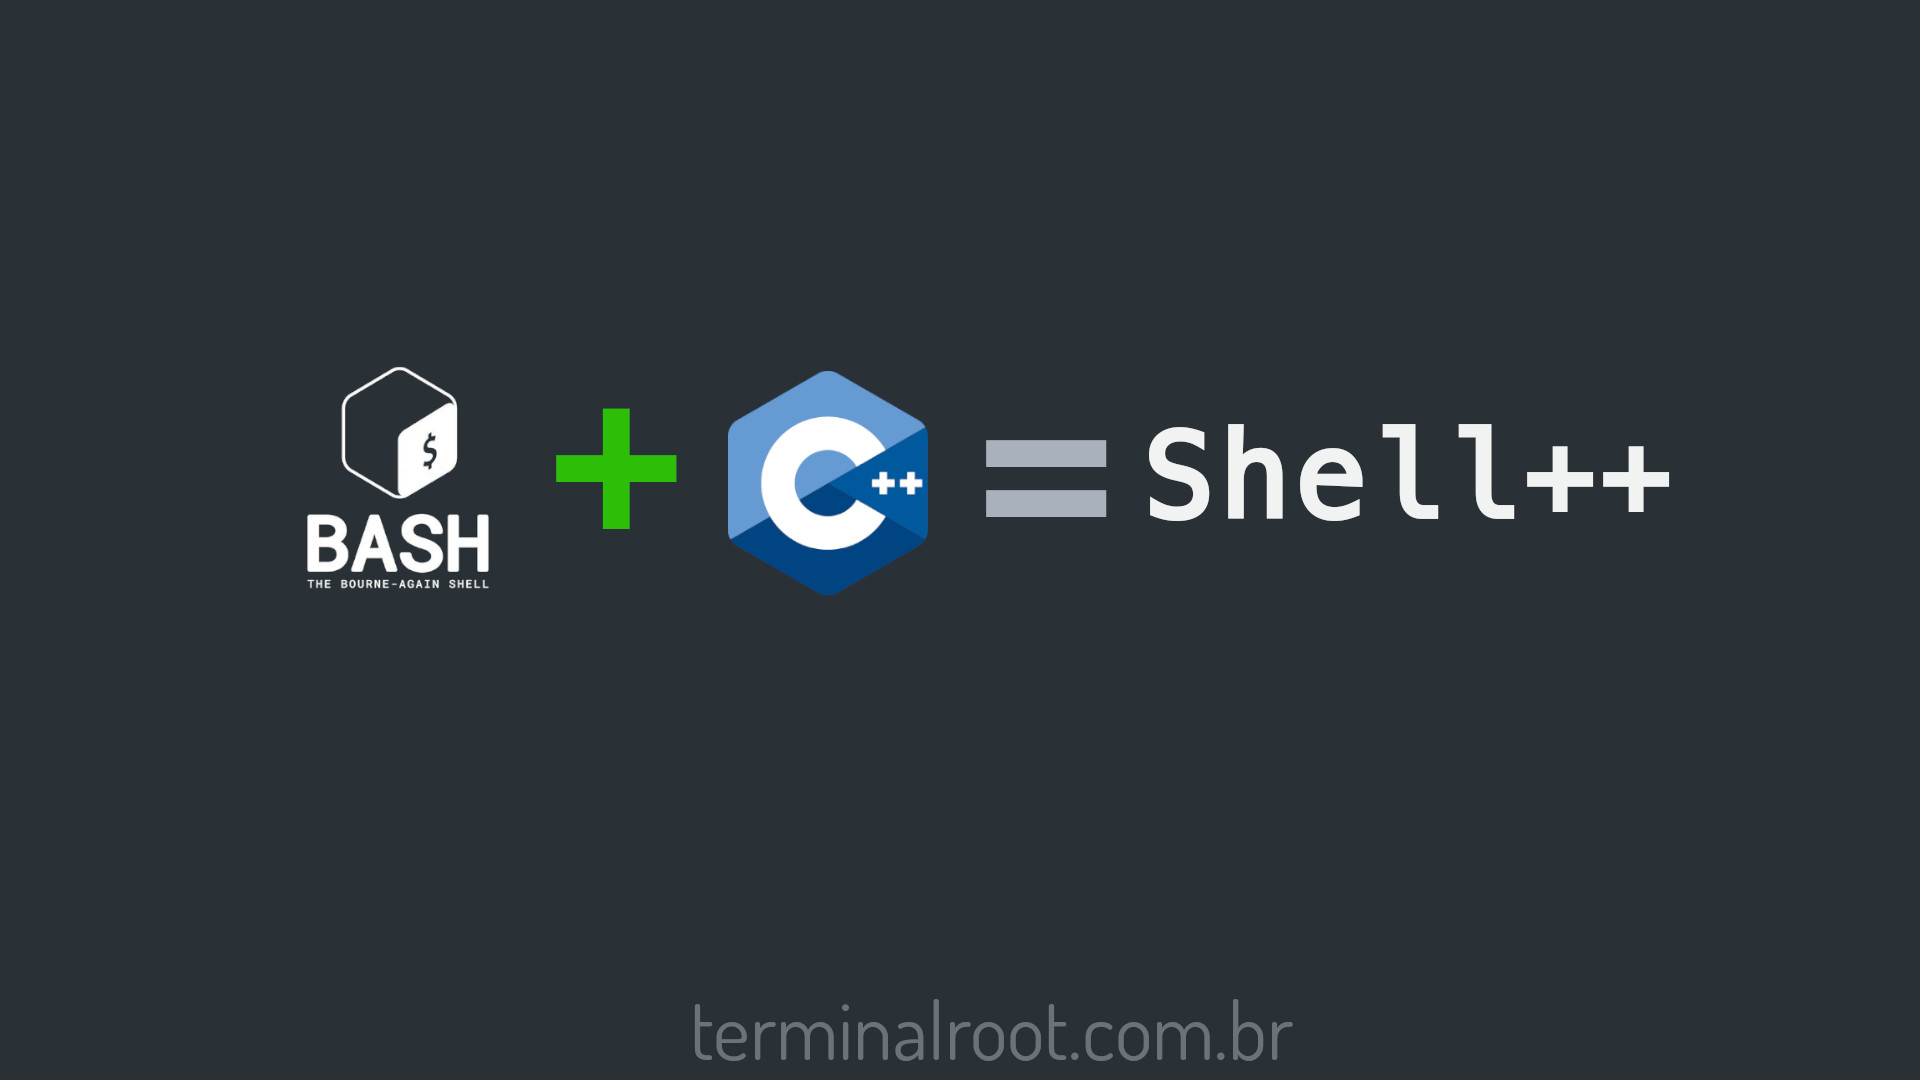 $
BASH
THE BOURNE-AGAIN SHELL
+
C++
=
Shell++
terminalroot.com.br